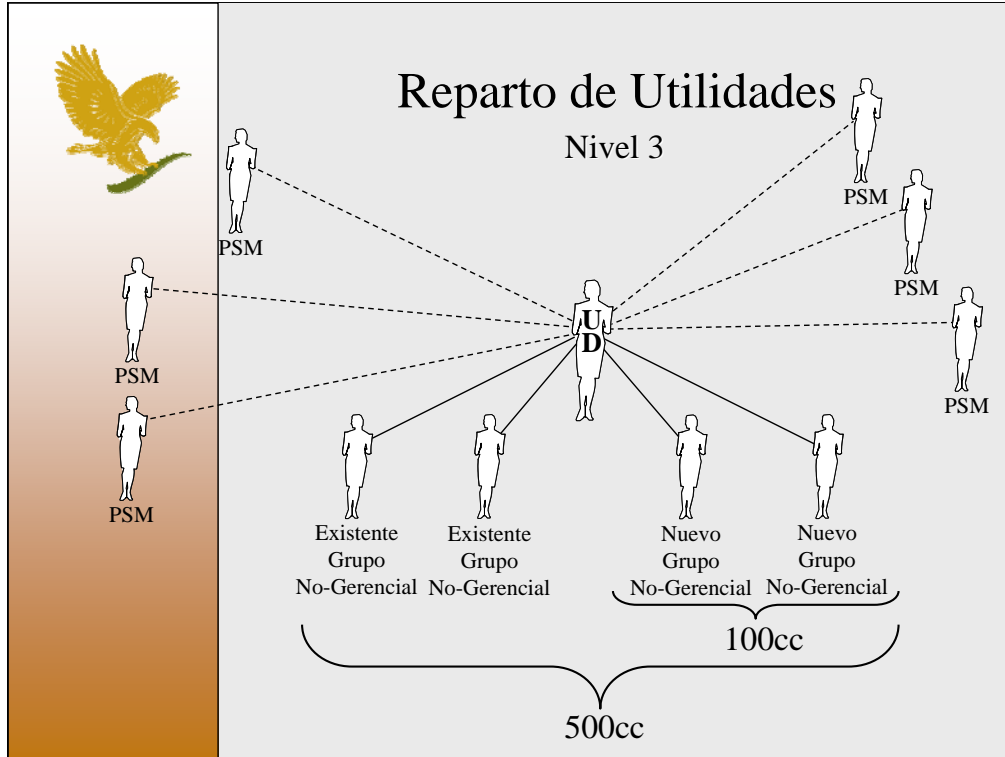 Reparto de Utilidades
Nivel 3
PSM
PSM
PSM
PSM
PSM
PSM
U
D
Existente
Grupo
No-Gerencial
Existente
Grupo
No-Gerencial
Nuevo
Grupo
No-Gerencial
Nuevo
Grupo
No-Gerencial
100cc
500cc